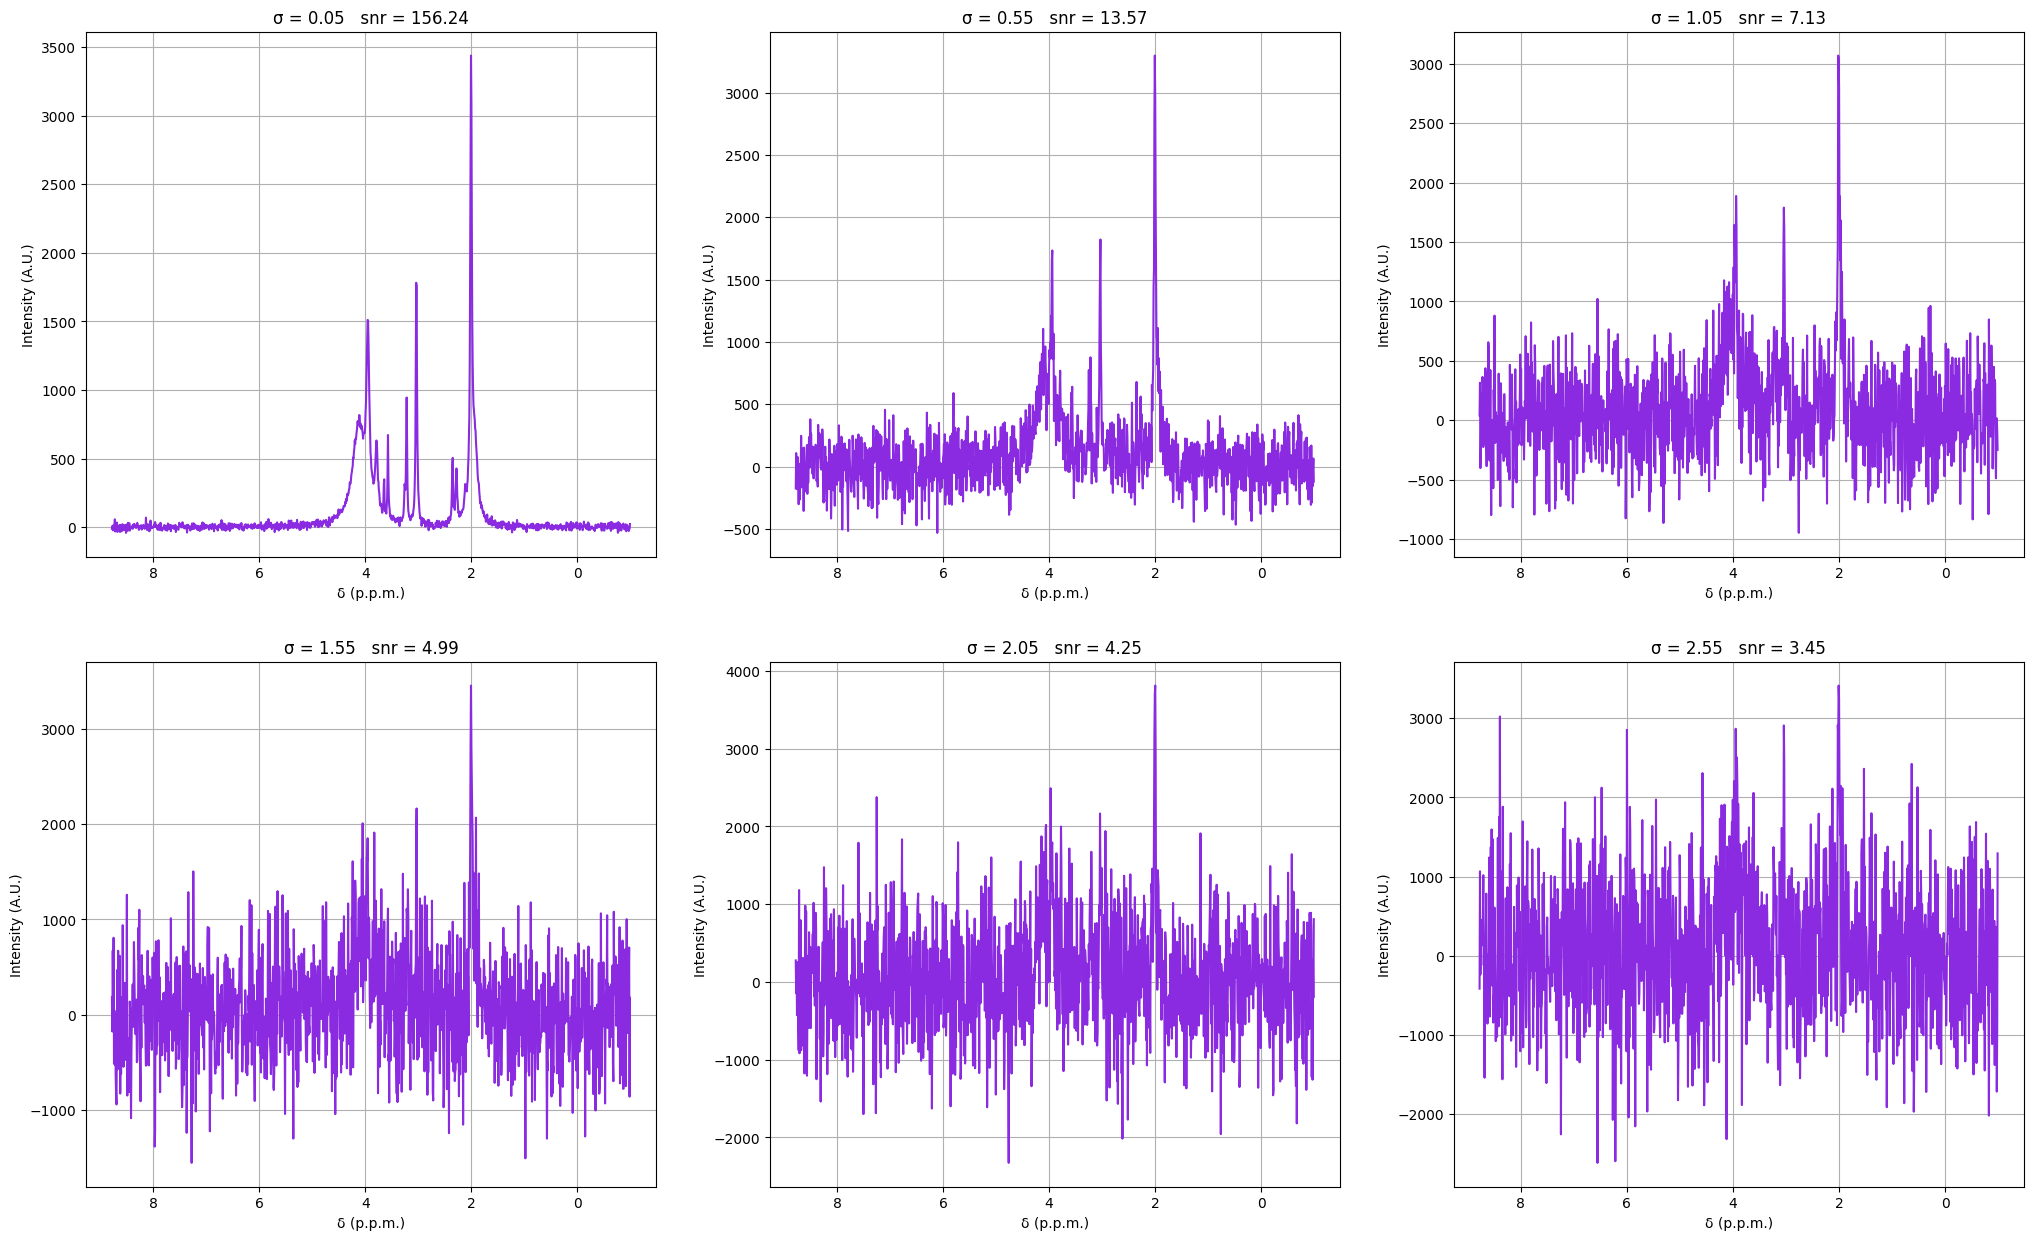 σ = 0.05   snr = 156.24
3500
3000
2500
2000
1500
1000
500
0
Intensity (A.U.)
8 6 4 2 0
δ (p.p.m.)
σ = 0.55   snr = 13.57
3000
2500
2000
1500
1000
500
0
−500
Intensity (A.U.)
8 6 4 2 0
δ (p.p.m.)
σ = 1.05   snr = 7.13
3000
2500
2000
1500
1000
500
0
−500
−1000
Intensity (A.U.)
8 6 4 2 0
δ (p.p.m.)
σ = 1.55   snr = 4.99
3000
2000
1000
0
−1000
Intensity (A.U.)
8 6 4 2 0
δ (p.p.m.)
σ = 2.05   snr = 4.25
4000
3000
2000
1000
0
−1000
−2000
Intensity (A.U.)
8 6 4 2 0
δ (p.p.m.)
σ = 2.55   snr = 3.45
3000
2000
1000
0
−1000
−2000
Intensity (A.U.)
8 6 4 2 0
δ (p.p.m.)